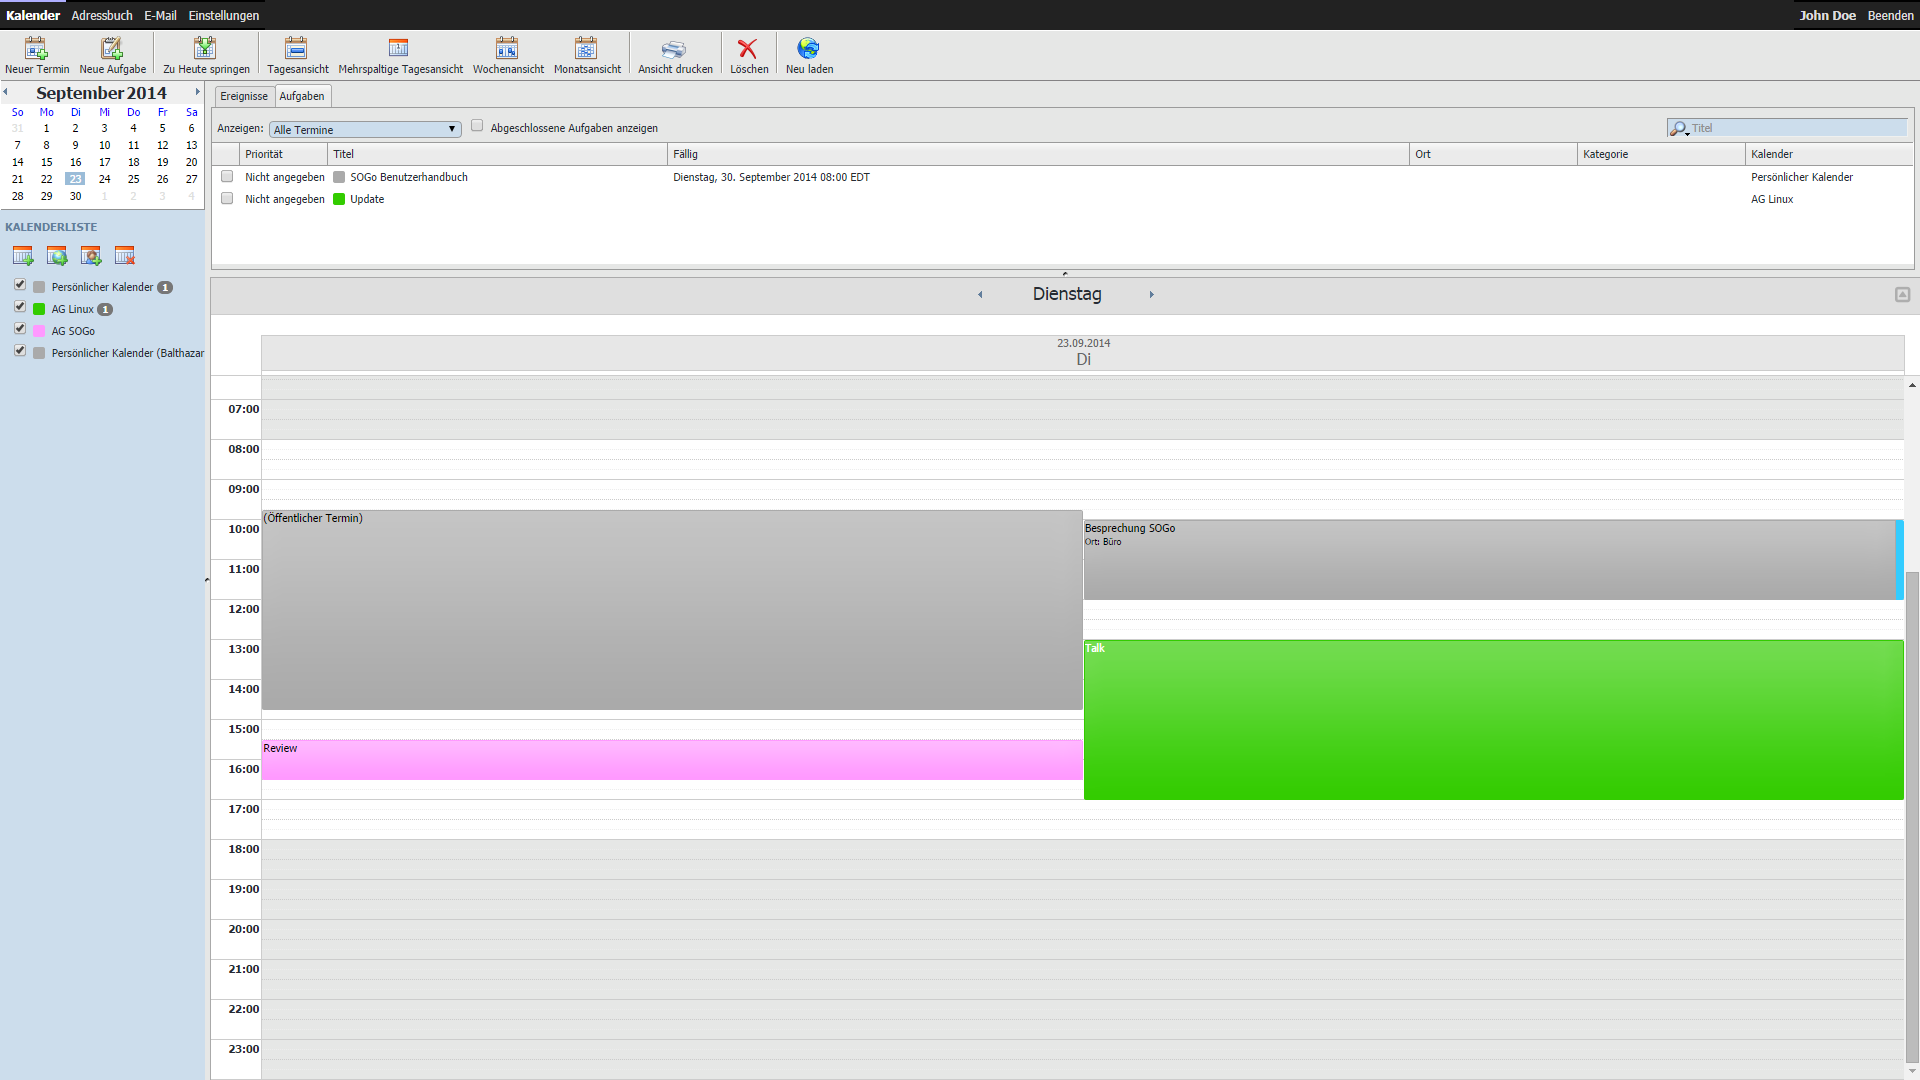 Kalender Adressbuch E-Mail Einstellungen John Doe Beenden
Neuer Termin Neue Aufgabe Zu Heute springen Tagesansicht Mehrspaltige Tagesansicht Wochenansicht Monatsansicht Ansicht drucken Löschen Neu laden
September 2014
So Mo Di Mi Do Fr Sa
31 1 2 3 4 5 6
7 8 9 10 11 12 13
14 15 16 17 18 19 20
21 22 23 24 25 26 27
28 29 30 1 2 3 4
KALENDERLISTE
Persönlicher Kalender 1
AG Linux 1
AG SOGo
Persönlicher Kalender (Balthazar
Ereignisse Aufgaben
Anzeigen: Alle Termine Abgeschlossene Aufgaben anzeigen Titel
Priorität Titel Fällig Ort Kategorie Kalender
Nicht angegeben SOGo Benutzerhandbuch Dienstag, 30. September 2014 08:00 EDT Persönlicher Kalender
Nicht angegeben Update AG Linux
Dienstag
23.09.2014
Di
07:00
08:00
09:00
(Öffentlicher Termin)
10:00 Besprechung SOGo
Ort: Büro
11:00
12:00
13:00 Talk
14:00
15:00
Review
16:00
17:00
18:00
19:00
20:00
21:00
22:00
23:00